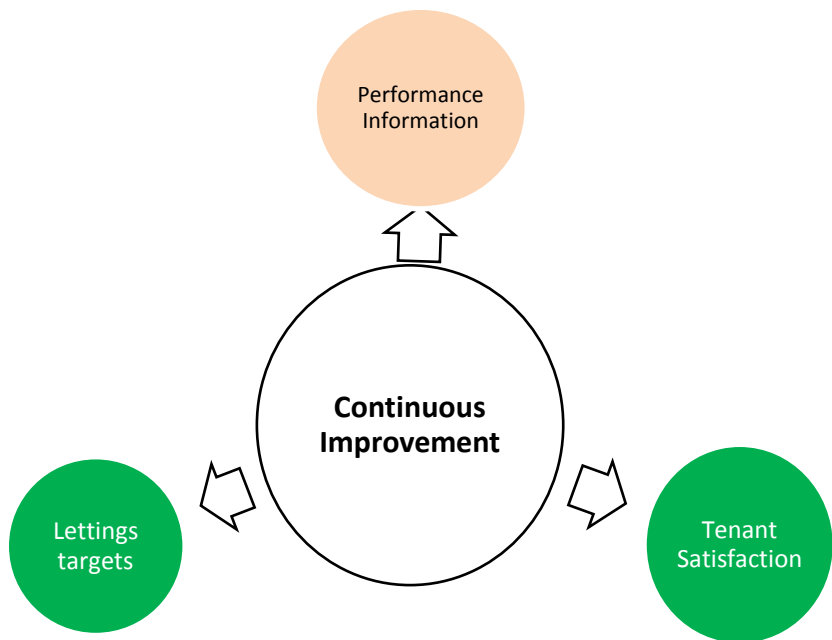 Performance
Information
Continuous
Improvement
Lettings
targets
Tenant
Satisfaction